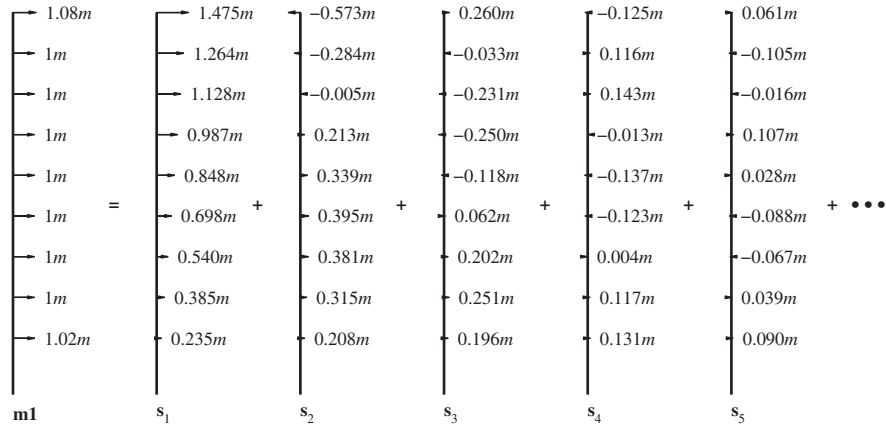 1.08m 1.475m −0.573m 0.260m −0.125m 0.061m
1m 1.264m −0.284m −0.033m 0.116m −0.105m
1m 1.128m −0.005m −0.231m 0.143m −0.016m
1m 0.987m 0.213m −0.250m −0.013m 0.107m
1m 0.848m 0.339m −0.118m −0.137m 0.028m
= + + + + + •••
1m 0.698m 0.395m 0.062m −0.123m −0.088m
1m 0.540m 0.381m 0.202m 0.004m −0.067m
1m 0.385m 0.315m 0.251m 0.117m 0.039m
1.02m 0.235m 0.208m 0.196m 0.131m 0.090m
m1 s₁ s₂ s₃ s₄ s₅